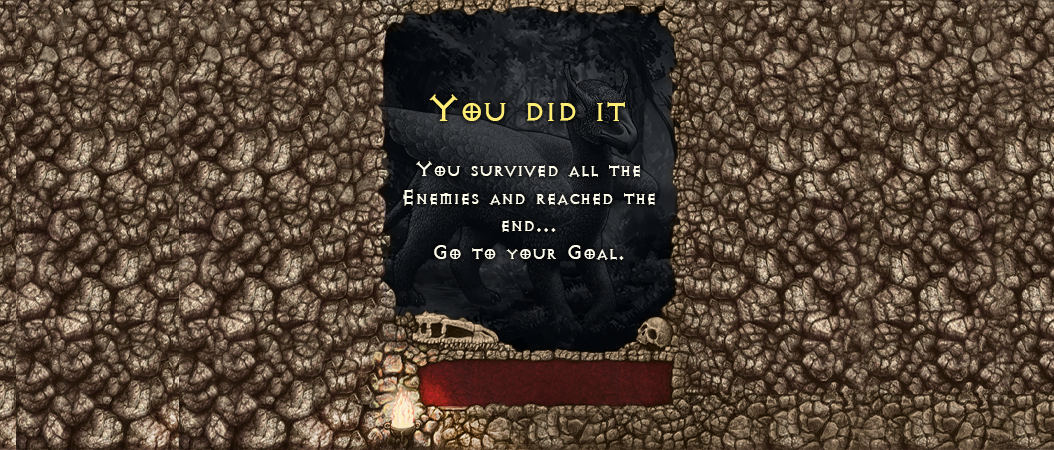 You did it
You survived all the
Enemies and reached the
end...
Go to your Goal.